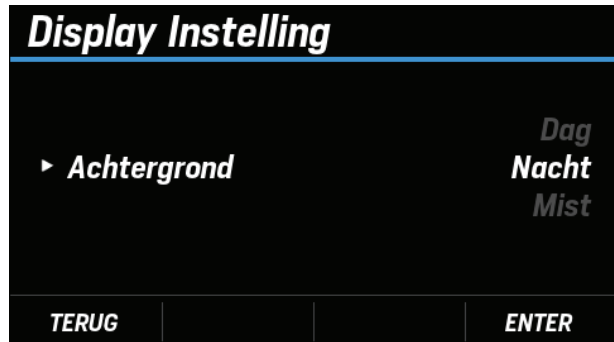 Display Instelling
Dag
▸ Achtergrond Nacht
Mist
TERUG ENTER